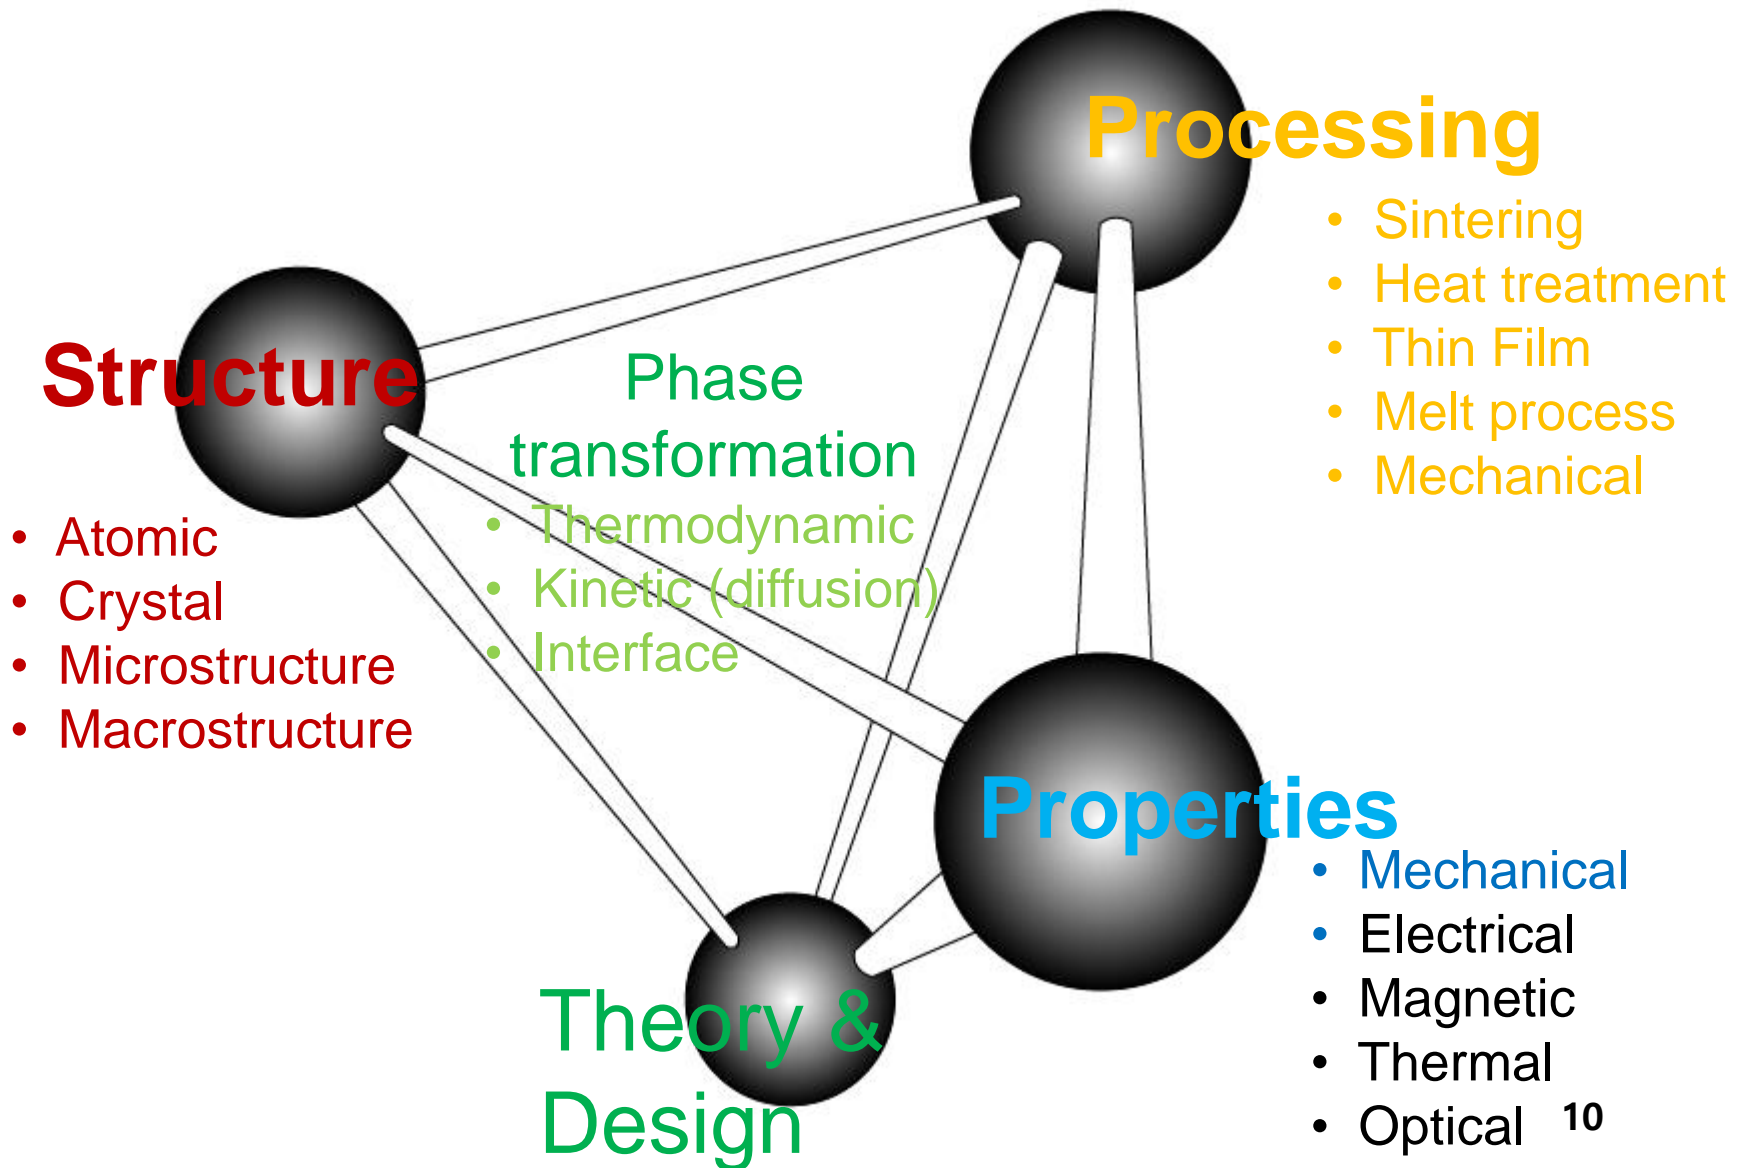 Processing
• Sintering
• Heat treatment
• Thin Film
• Melt process
• Mechanical
Structure
• Atomic
• Crystal
• Microstructure
• Macrostructure
Phase
transformation
• Thermodynamic
• Kinetic (diffusion)
• Interface
Properties
• Mechanical
• Electrical
• Magnetic
• Thermal
• Optical
Theory &
Design
10